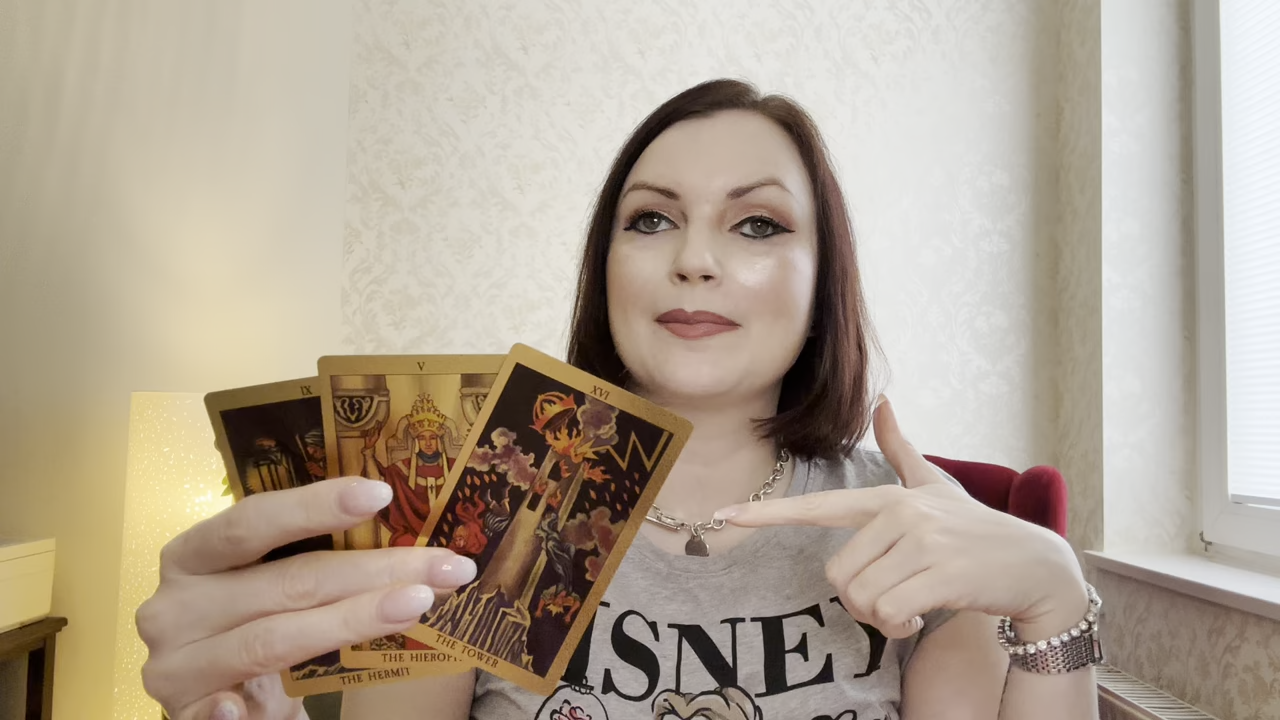 IX
V
XVI
THE HERMIT
THE HIEROP
THE TOWER
ISNEY